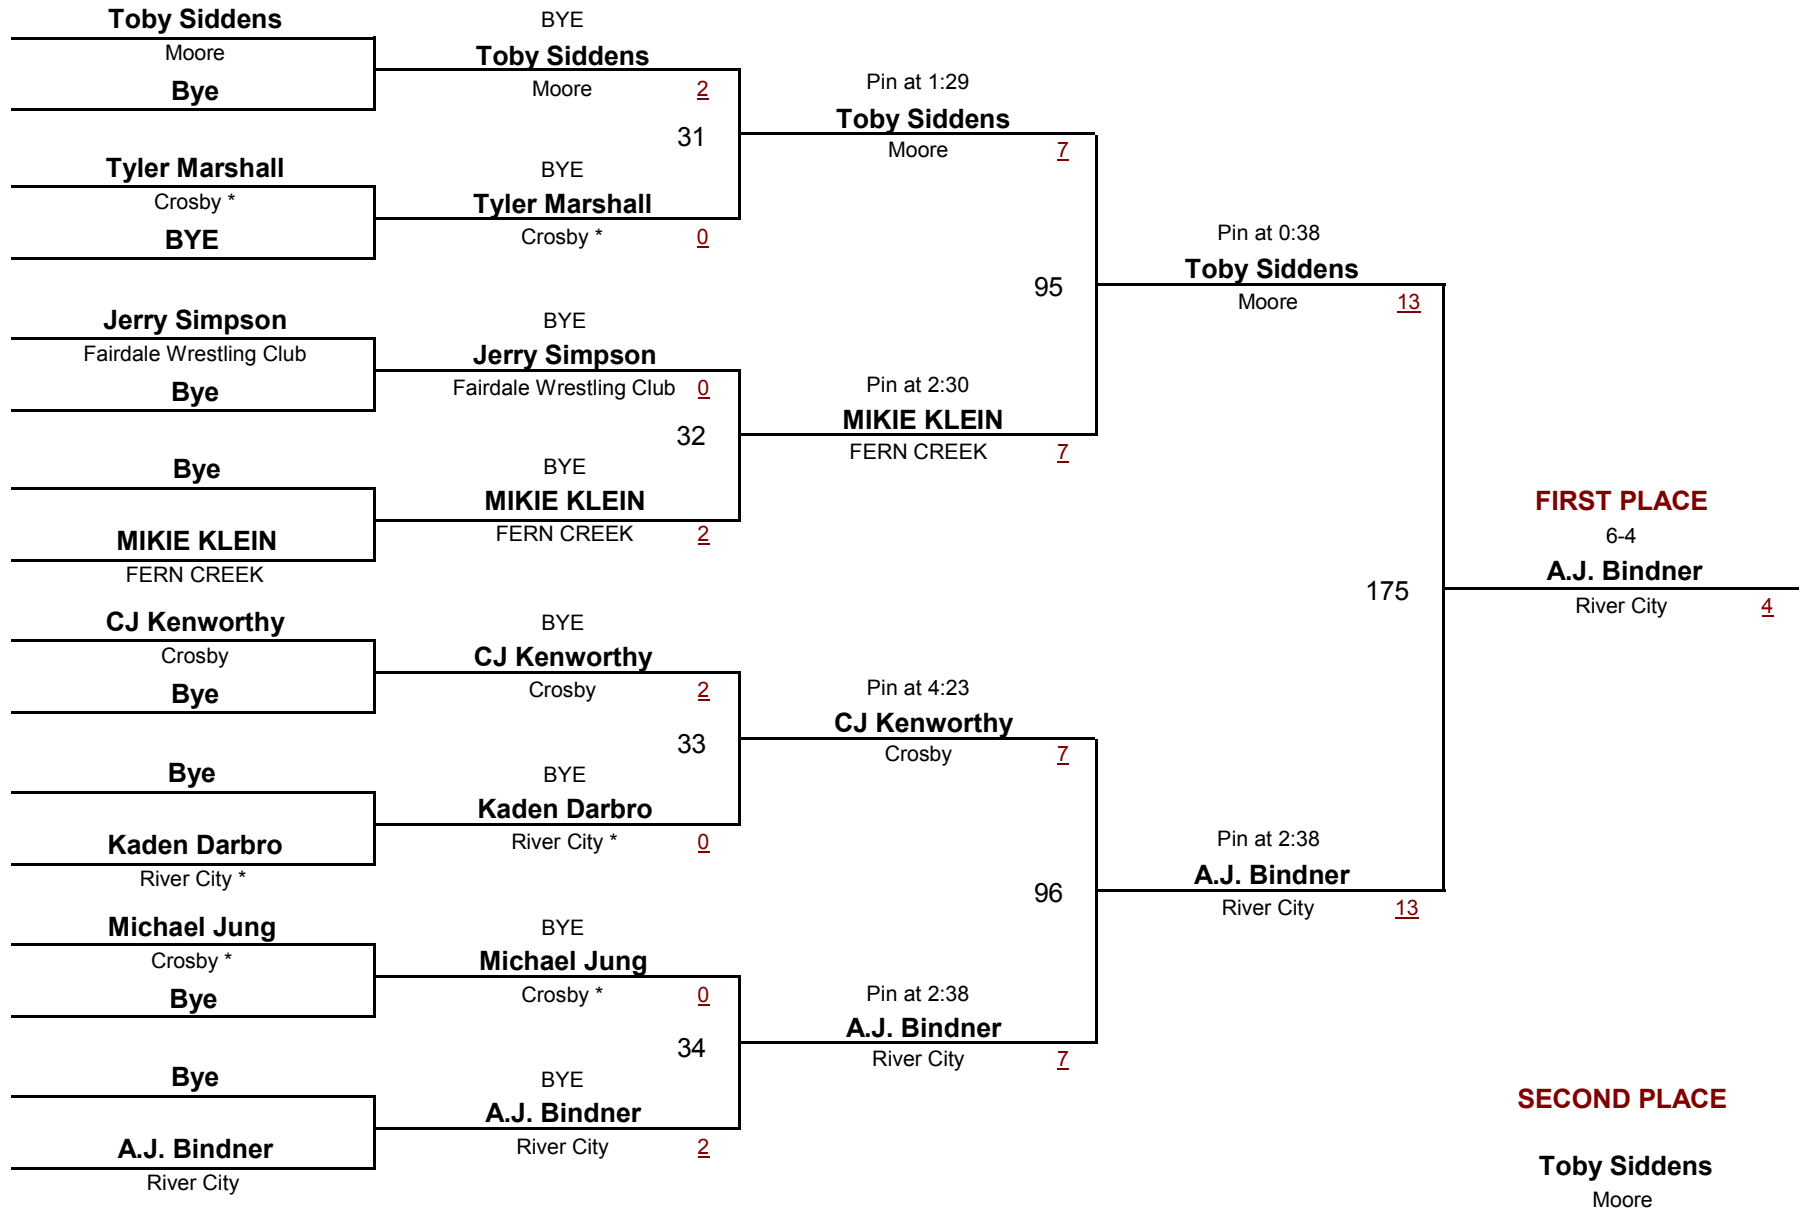 Toby Siddens
Moore
Bye
Tyler Marshall
Crosby *
BYE
Jerry Simpson
Fairdale Wrestling Club
Bye
Bye
MIKIE KLEIN
FERN CREEK
CJ Kenworthy
Crosby
Bye
Bye
Kaden Darbro
River City *
Michael Jung
Crosby *
Bye
Bye
A.J. Bindner
River City
BYE
Toby Siddens
Moore 2
31
BYE
Tyler Marshall
Crosby * 0
BYE
Jerry Simpson
Fairdale Wrestling Club 0
32
BYE
MIKIE KLEIN
FERN CREEK 2
BYE
CJ Kenworthy
Crosby 2
33
BYE
Kaden Darbro
River City * 0
BYE
Michael Jung
Crosby * 0
34
BYE
A.J. Bindner
River City 2
Pin at 1:29
Toby Siddens
Moore 7
95
Pin at 2:30
MIKIE KLEIN
FERN CREEK 7
Pin at 4:23
CJ Kenworthy
Crosby 7
96
Pin at 2:38
A.J. Bindner
River City 7
Pin at 0:38
Toby Siddens
Moore 13
175
Pin at 2:38
A.J. Bindner
River City 13
FIRST PLACE
6-4
A.J. Bindner
River City 4
SECOND PLACE
Toby Siddens
Moore